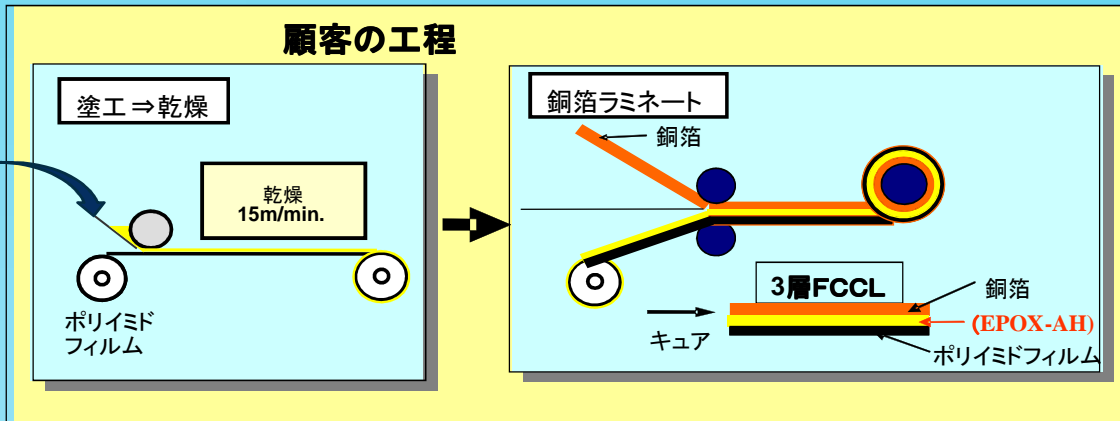 顧客の工程
塗工⇒乾燥
乾燥
15m/min.
ポリイミド
フィルム
銅箔ラミネート
銅箔
3層FCCL
銅箔
(EPOX-AH)
キュア
ポリイミドフィルム